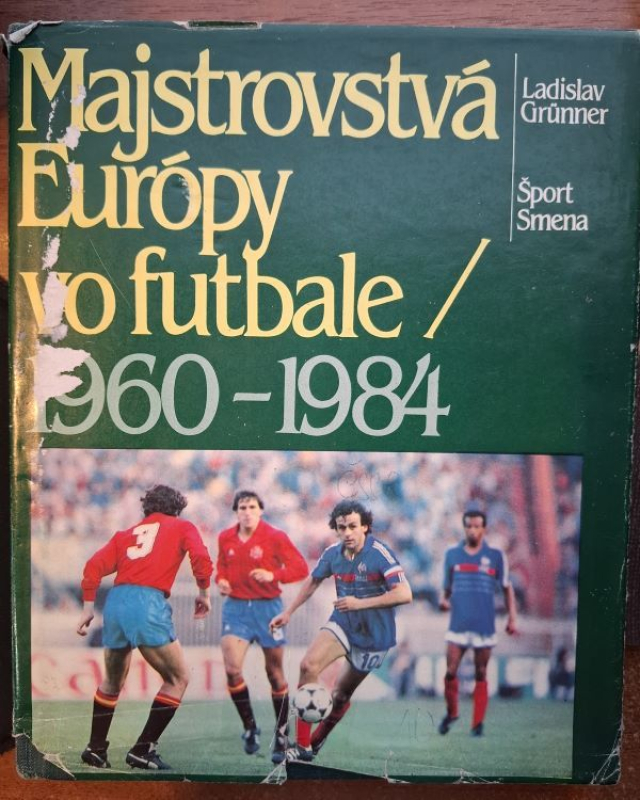 Majstrovstvá
Európy
vo futbale /
1960-1984
Ladislav
Grünner
Šport
Smena
3
10